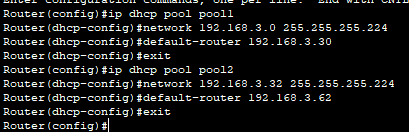 Enter configuration commands, one per line. End with CNTL
Router(config)#ip dhcp pool pool1
Router(dhcp-config)#network 192.168.3.0 255.255.255.224
Router(dhcp-config)#default-router 192.168.3.30
Router(dhcp-config)#exit
Router(config)#ip dhcp pool pool2
Router(dhcp-config)#network 192.168.3.32 255.255.255.224
Router(dhcp-config)#default-router 192.168.3.62
Router(dhcp-config)#exit
Router(config)#